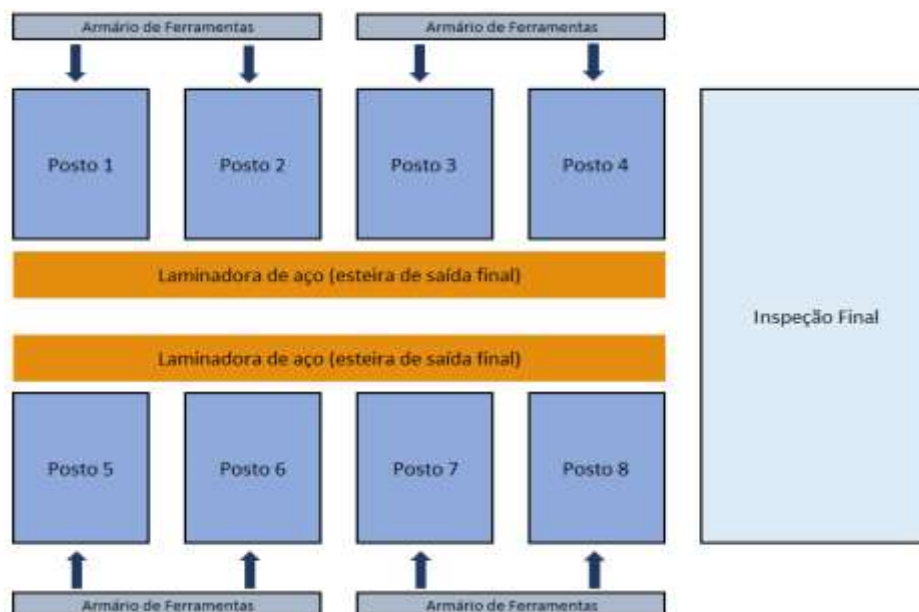 Armário de Ferramentas
Armário de Ferramentas
Posto 1
Posto 2
Posto 3
Posto 4
Laminadora de aço (esteira de saída final)
Inspeção Final
Laminadora de aço (esteira de saída final)
Posto 5
Posto 6
Posto 7
Posto 8
Armário de Ferramentas
Armário de Ferramentas